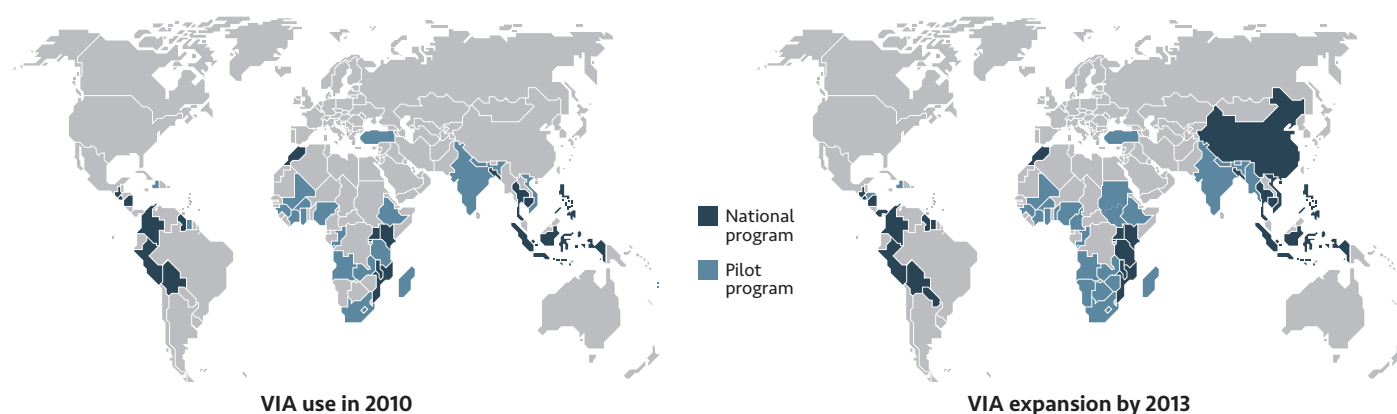 National
program
Pilot
program
VIA use in 2010
VIA expansion by 2013